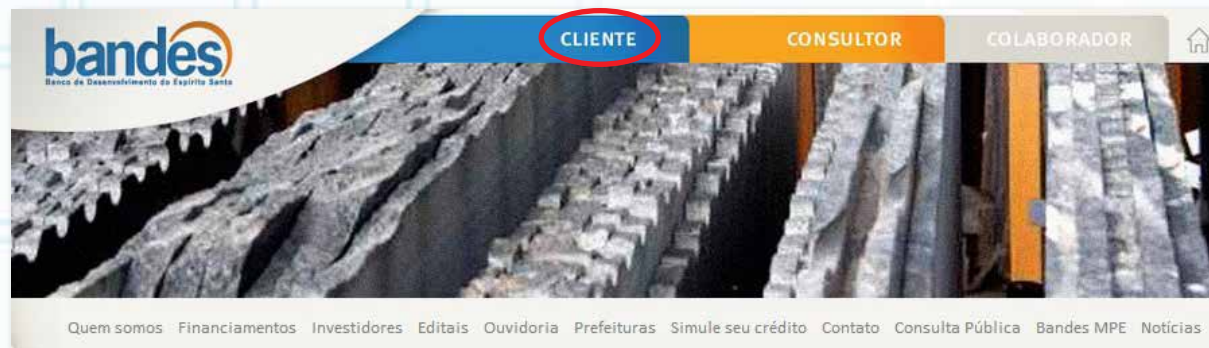 CLIENTE CONSULTOR COLABORADOR
bandes
Banco de Desenvolvimento do Espírito Santo
Quem somos Financiamentos Investidores Editais Ouvidoria Prefeituras Simule seu crédito Contato Consulta Pública Bandes MPE Notícias